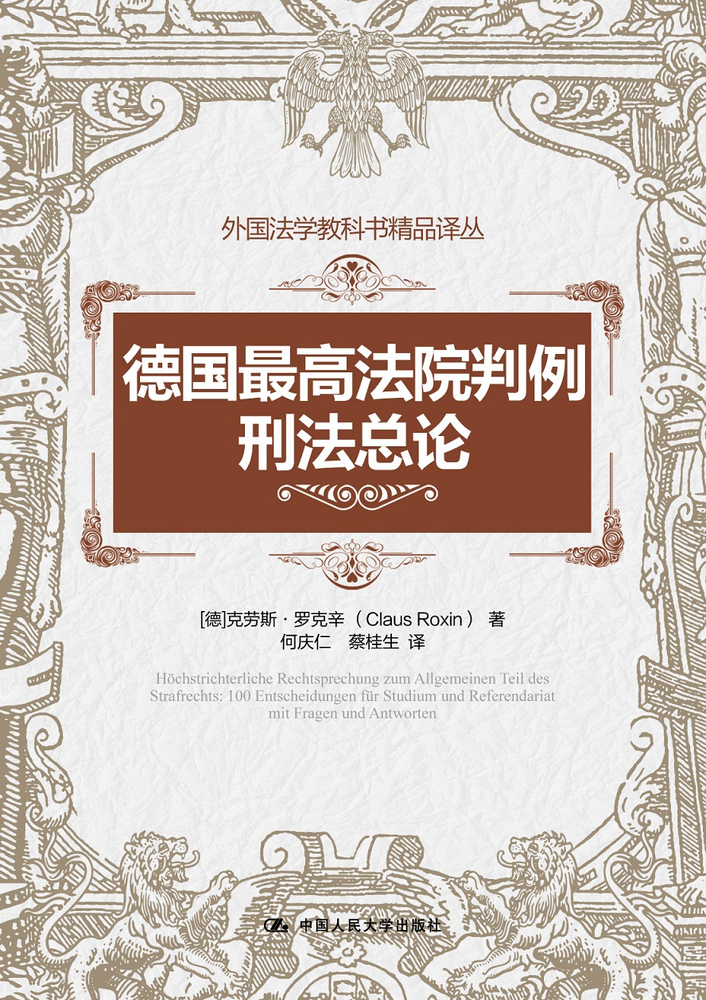 外国法学教科书精品译丛
德国最高法院判例
刑法总论
[德]克劳斯·罗克辛（Claus Roxin） 著
何庆仁 蔡桂生 译
Höchstrichterliche Rechtsprechung zum Allgemeinen Teil des
Strafrechts: 100 Entscheidungen für Studium und Referendariat
mit Fragen und Antworten
中国人民大学出版社